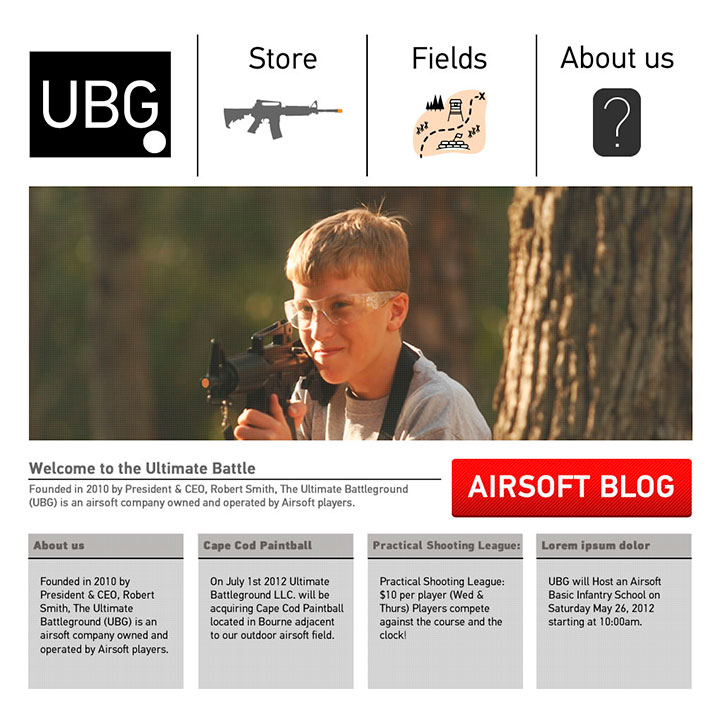 UBG
Store
Fields
About us
x
?
Welcome to the Ultimate Battle
Founded in 2010 by President & CEO, Robert Smith, The Ultimate Battleground
(UBG) is an airsoft company owned and operated by Airsoft players.
AIRSOFT BLOG
About us
Founded in 2010 by
President & CEO, Robert
Smith, The Ultimate
Battleground (UBG) is an
airsoft company owned and
operated by Airsoft players.
Cape Cod Paintball
On July 1st 2012 Ultimate
Battleground LLC. will be
acquiring Cape Cod Paintball
located in Bourne adjacent
to our outdoor airsoft field.
Practical Shooting League:
Practical Shooting League:
$10 per player (Wed &
Thurs) Players compete
against the course and the
clock!
Lorem ipsum dolor
UBG will Host an Airsoft
Basic Infantry School on
Saturday May 26, 2012
starting at 10:00am.